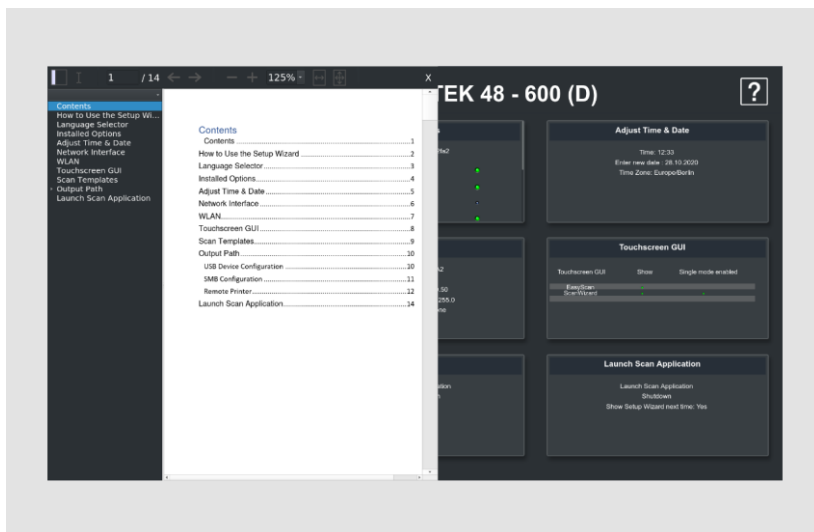 1 / 14 125% X
Contents
How to Use the Setup Wi...
Language Selector
Installed Options
Adjust Time & Date
Network Interface
WLAN
Touchscreen GUI
Scan Templates
Output Path
Launch Scan Application
Contents
Contents....................1
How to Use the Setup Wizard....................2
Language Selector....................3
Installed Options....................4
Adjust Time & Date....................5
Network Interface....................6
WLAN....................7
Touchscreen GUI....................8
Scan Templates....................9
Output Path....................10
USB Device Configuration....................10
SMB Configuration....................11
Remote Printer....................12
Launch Scan Application....................14
TEK 48 - 600 (D)
?
Adjust Time & Date
Time: 12:33
Enter new date : 28.10.2020
Time Zone: Europe/Berlin
Touchscreen GUI
Touchscreen GUI Show Single mode enabled
EasyScan
ScanWizard
.50
255.0
Launch Scan Application
Launch Scan Application
Shutdown
Show Setup Wizard next time: Yes